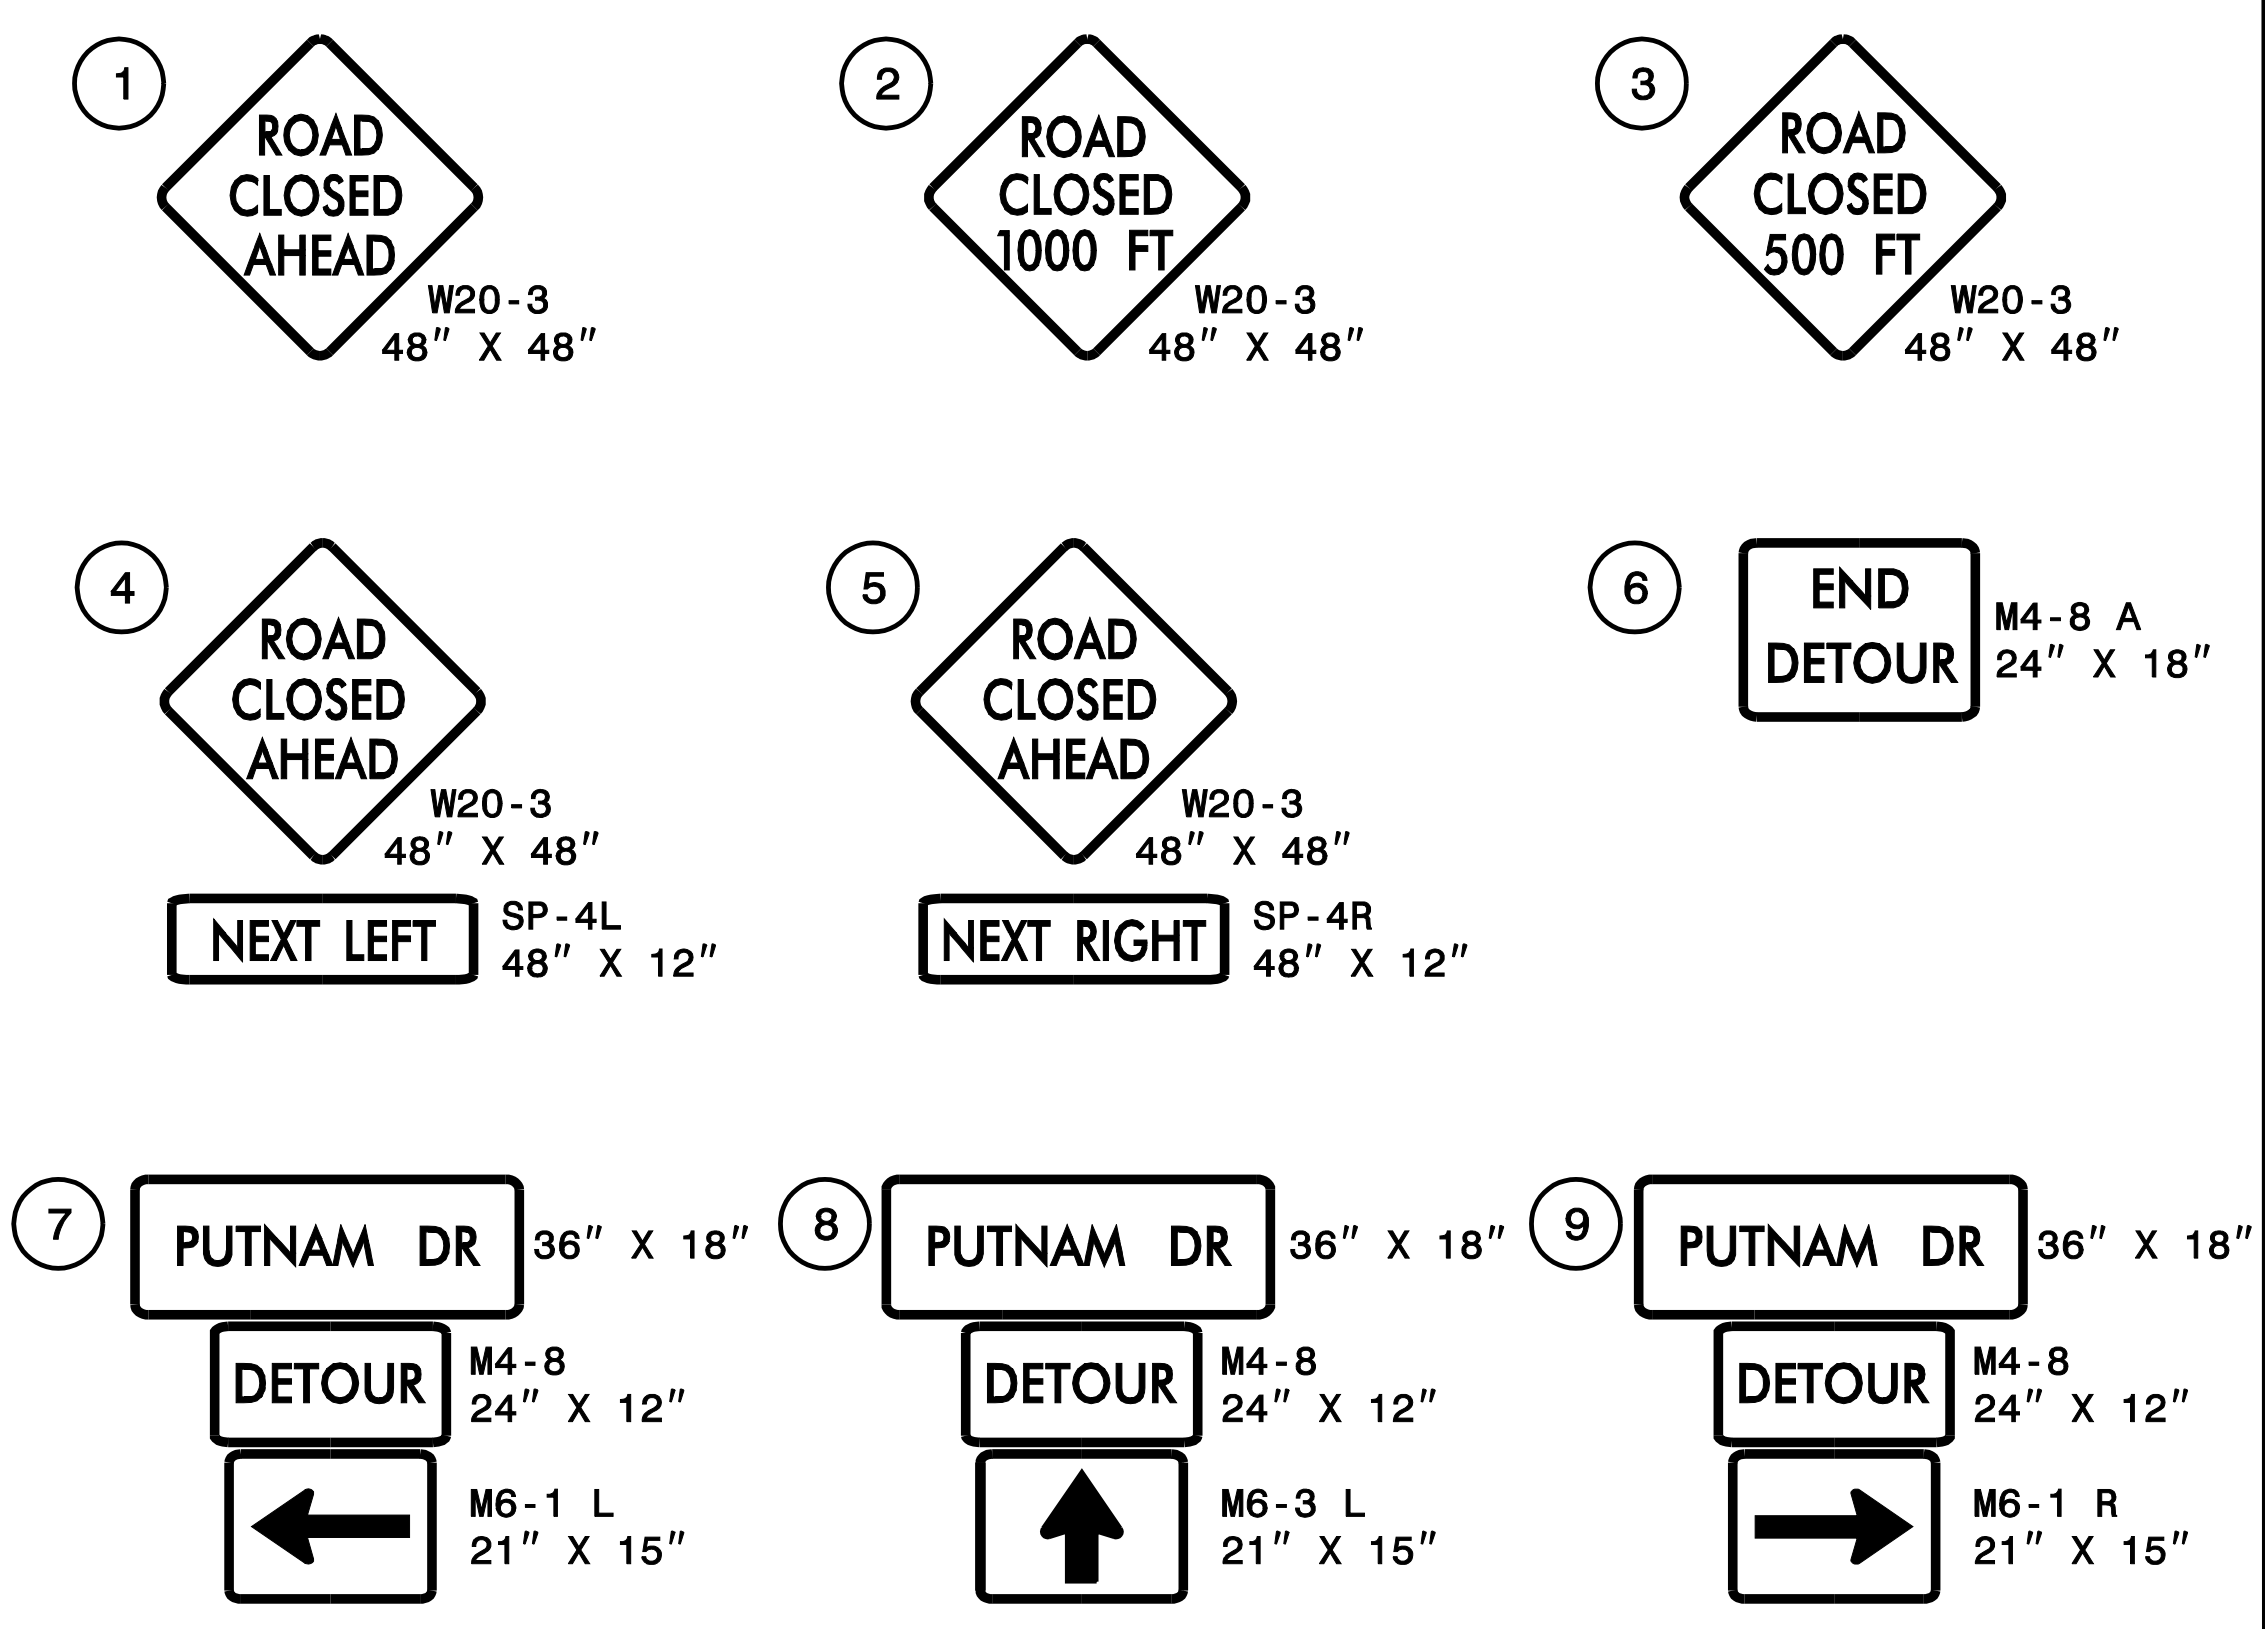 1
ROAD
CLOSED
AHEAD
W20-3
48" X 48"
2
ROAD
CLOSED
1000 FT
W20-3
48" X 48"
3
ROAD
CLOSED
500 FT
W20-3
48" X 48"
4
ROAD
CLOSED
AHEAD
W20-3
48" X 48"
NEXT LEFT
SP-4L
48" X 12"
5
ROAD
CLOSED
AHEAD
W20-3
48" X 48"
NEXT RIGHT
SP-4R
48" X 12"
6
END
DETOUR
M4-8 A
24" X 18"
7
PUTNAM DR
36" X 18"
DETOUR
M4-8
24" X 12"
M6-1 L
21" X 15"
8
PUTNAM DR
36" X 18"
DETOUR
M4-8
24" X 12"
M6-3 L
21" X 15"
9
PUTNAM DR
36" X 18"
DETOUR
M4-8
24" X 12"
M6-1 R
21" X 15"